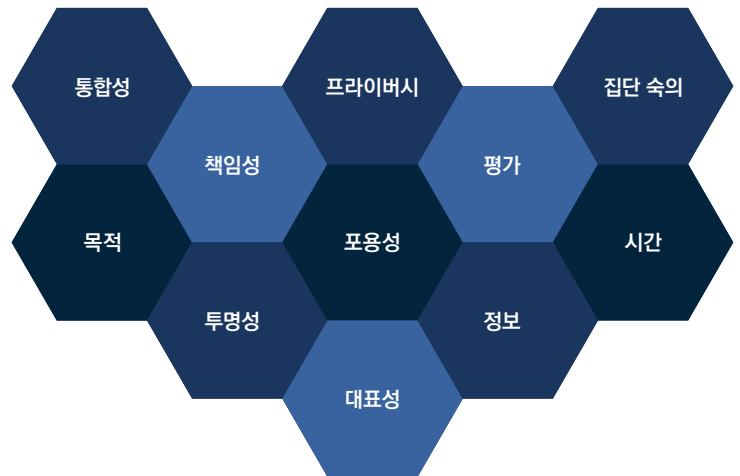 통합성
프라이버시
집단 숙의
책임성
평가
목적
포용성
시간
투명성
정보
대표성